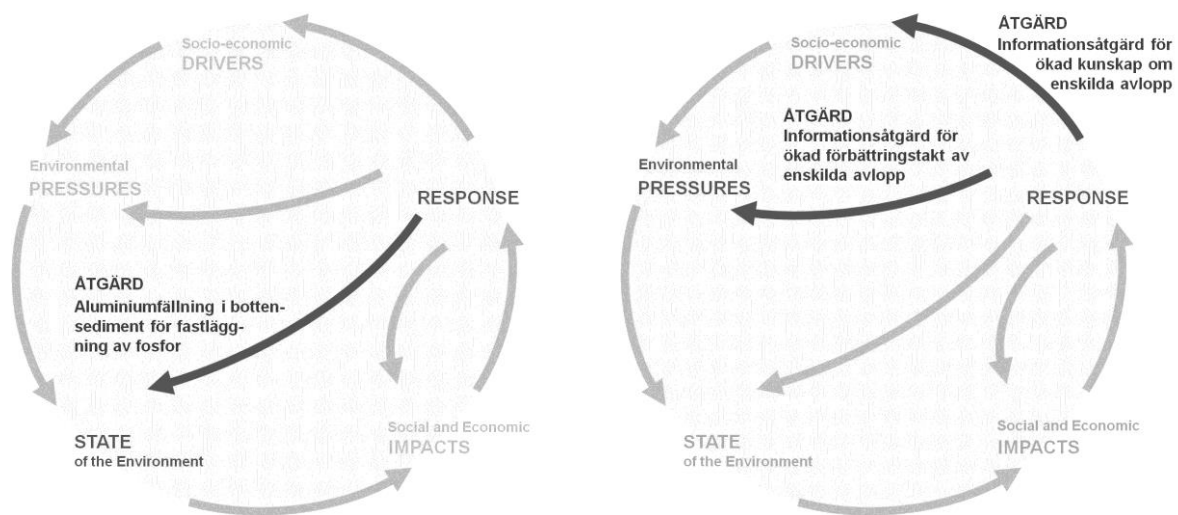 Socio-economic
DRIVERS
Environmental
PRESSURES
RESPONSE
ÅTGÄRD
Aluminiumfällning i botten-
sediment för fastlägg-
ning av fosfor
STATE
of the Environment
Social and Economic
IMPACTS
ÅTGÄRD
Informationsåtgärd för
ökad kunskap om
enskilda avlopp
Socio-economic
DRIVERS
ÅTGÄRD
Informationsåtgärd för
ökad förbättringstakt av
enskilda avlopp
Environmental
PRESSURES
RESPONSE
STATE
of the Environment
Social and Economic
IMPACTS